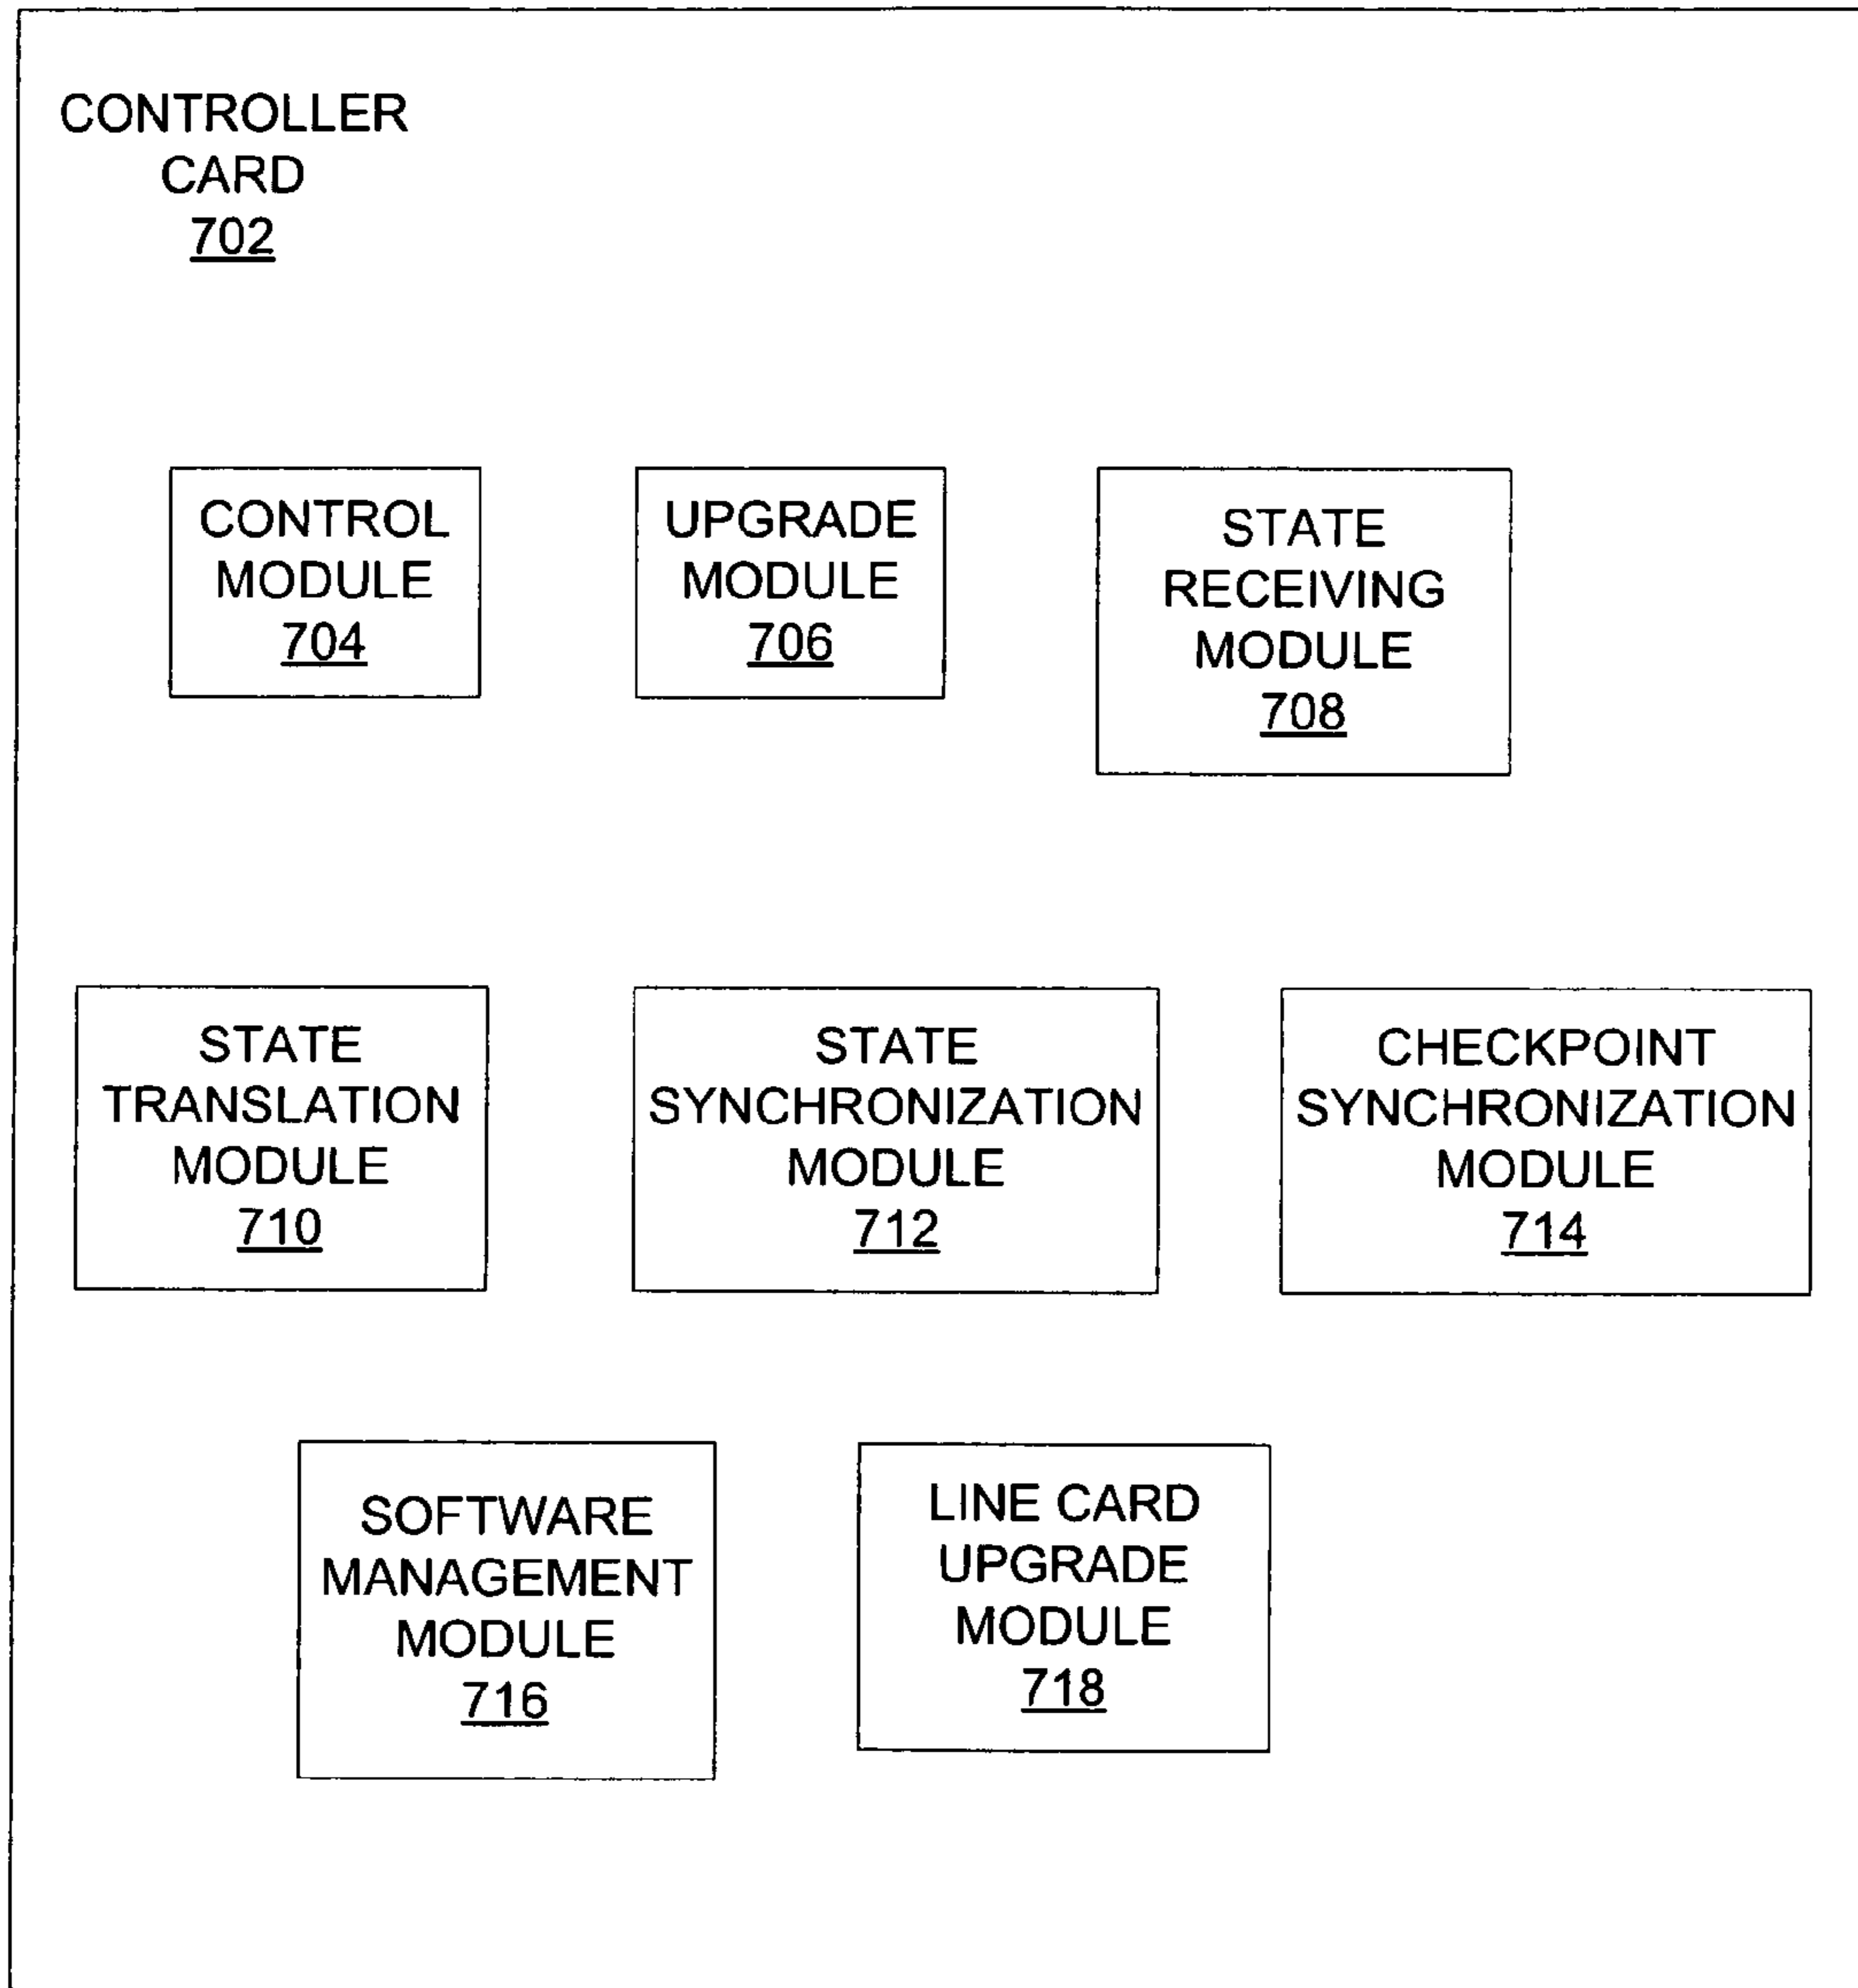 CONTROLLER
CARD
702
CONTROL
MODULE
704
UPGRADE
MODULE
706
STATE
RECEIVING
MODULE
708
STATE
TRANSLATION
MODULE
710
STATE
SYNCHRONIZATION
MODULE
712
CHECKPOINT
SYNCHRONIZATION
MODULE
714
SOFTWARE
MANAGEMENT
MODULE
716
LINE CARD
UPGRADE
MODULE
718